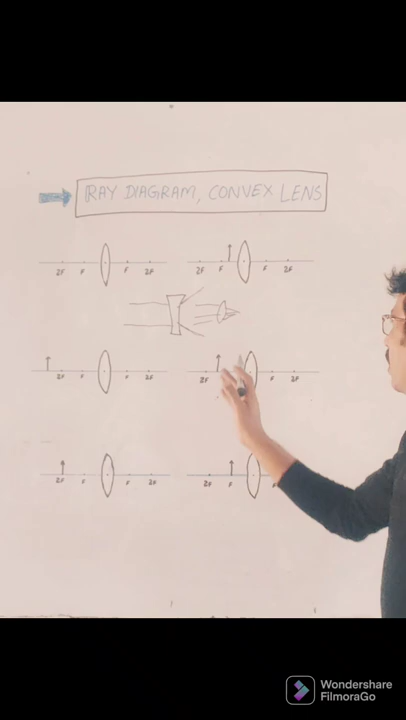 RAY DIAGRAM, CONVEX LENS
2F F F 2F
2F F F 2F
2F F F 2F
2F F 2F
2F F F 2F
2F F F
Wondershare
FilmoraGo